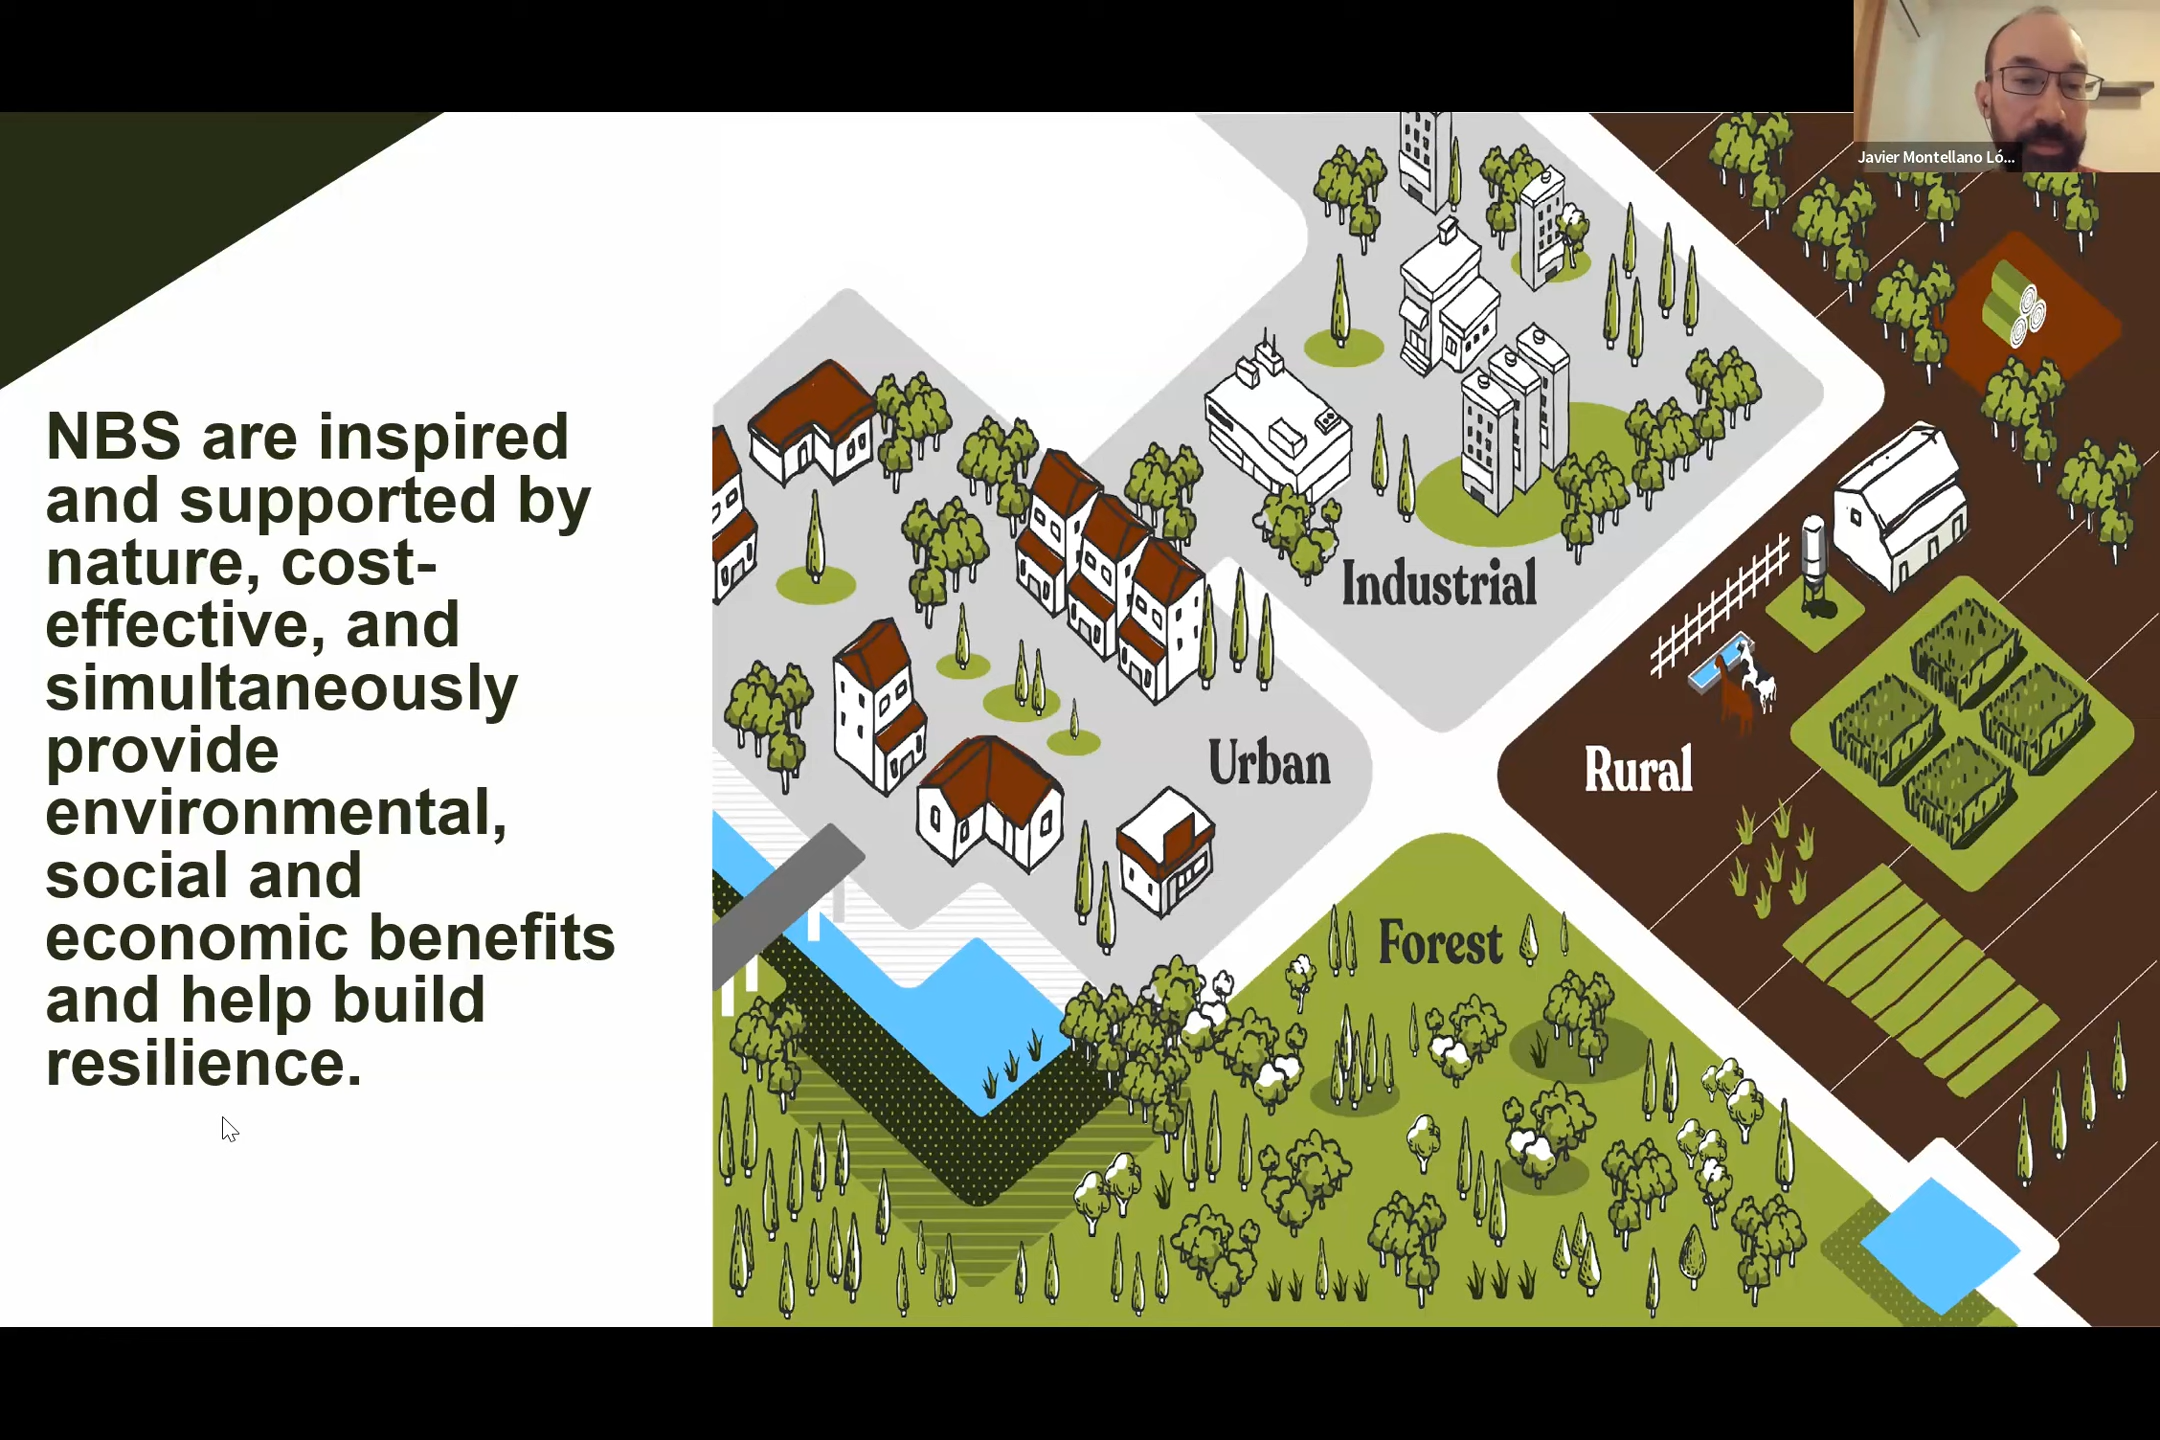 Javier Montellano Ló...
NBS are inspired
and supported by
nature, cost-
effective, and
simultaneously
provide
environmental,
social and
economic benefits
and help build
resilience.
Industrial
Urban
Rural
Forest